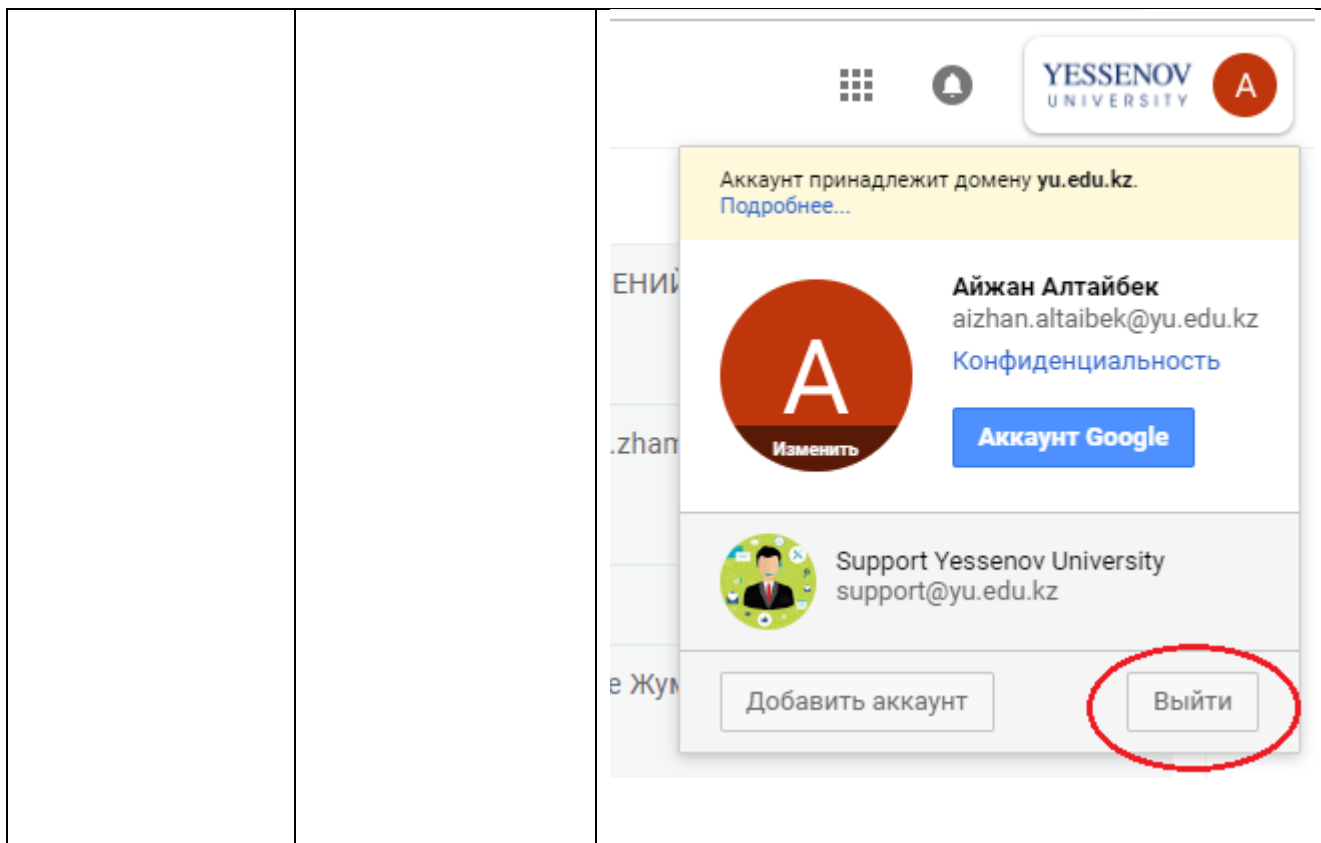 YESSENOV
UNIVERSITY
A
Аккаунт принадлежит домену yu.edu.kz.
Подробнее...
ЕНИЙ
Айжан Алтайбек
aizhan.altaibek@yu.edu.kz
Конфиденциальность
A
Изменить
Аккаунт Google
.zham
Support Yessenov University
support@yu.edu.kz
е Жум
Добавить аккаунт
Выйти